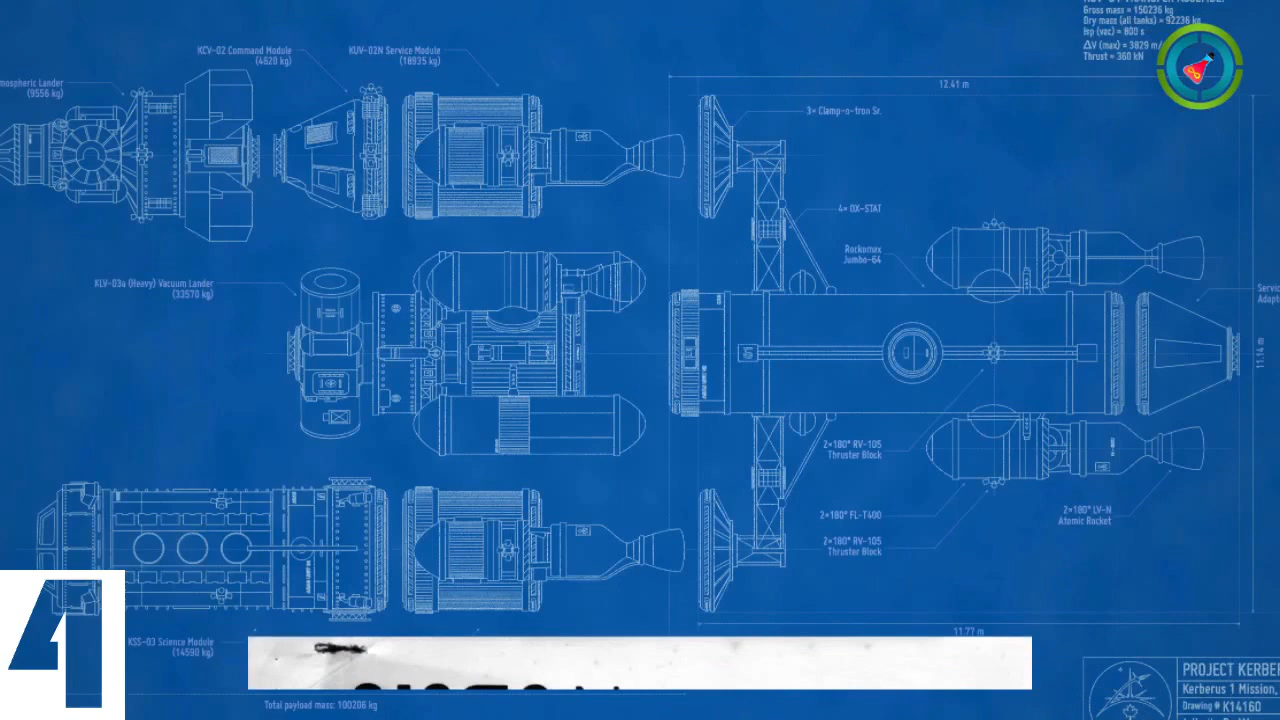 Gross mass = 150236 kg
Dry mass (all tanks) = 92236 kg
Isp (vac) = 800 s
ΔV (max) = 3829 m/
Thrust = 360 kN
KCV-02 Command Module
(4820 kg)
KUV-02N Service Module
(18935 kg)
mospheric Lander
(9556 kg)
12.41 m
3× Clamp-o-tron Sr.
4× OX-STAT
Rockomax
Jumbo-64
KLV-03a (Heavy) Vacuum Lander
(33570 kg)
Servic
Adapt
11.14 m
2×180° RV-105
Thruster Block
2×180° FL-T400
2×180° LV-N
Atomic Rocket
2×180° RV-105
Thruster Block
4
KSS-03 Science Module
(14590 kg)
11.77 m
PROJECT KERBE
Kerberus 1 Mission,
Drawing # K14160
Total payload mass: 100206 kg